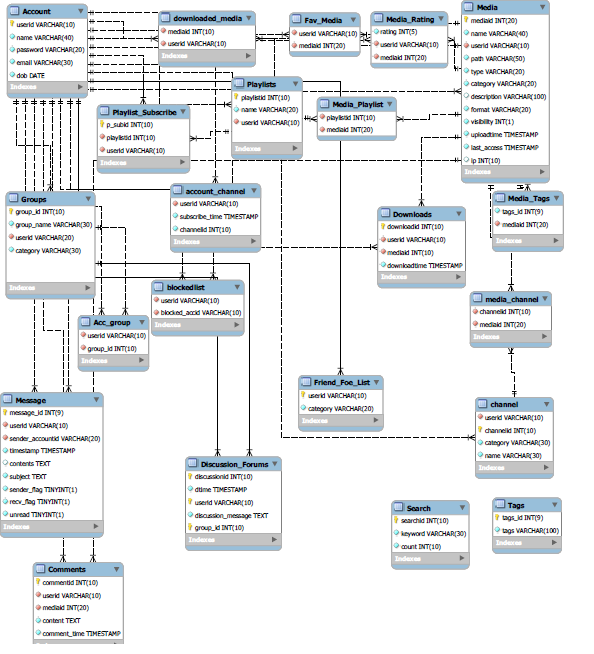 Account
userid VARCHAR(10)
name VARCHAR(40)
password VARCHAR(20)
email VARCHAR(30)
dob DATE
Indexes
downloaded_media
mediaid INT(10)
userid VARCHAR(10)
Indexes
Fav_Media
userid VARCHAR(10)
mediaid INT(20)
Indexes
Media_Rating
rating INT(5)
userid VARCHAR(10)
mediaid INT(20)
Indexes
Media
mediaid INT(20)
name VARCHAR(40)
userid VARCHAR(10)
path VARCHAR(50)
type VARCHAR(20)
category VARCHAR(20)
description VARCHAR(100)
format VARCHAR(20)
visibility INT(1)
uploadtime TIMESTAMP
last_access TIMESTAMP
ip INT(10)
Indexes
Playlist_Subscribe
p_subid INT(10)
playlistid INT(10)
userid VARCHAR(10)
Indexes
Playlists
playlistid INT(10)
name VARCHAR(20)
userid VARCHAR(10)
Indexes
Media_Playlist
playlistid INT(10)
mediaid INT(20)
Indexes
Groups
group_id INT(10)
group_name VARCHAR(30)
userid VARCHAR(20)
category VARCHAR(30)
Indexes
account_channel
userid VARCHAR(10)
subscribe_time TIMESTAMP
channelid INT(10)
Indexes
Downloads
downloadid INT(10)
userid VARCHAR(10)
mediaid INT(10)
downloadtime TIMESTAMP
Indexes
Media_Tags
tags_id INT(9)
mediaid INT(20)
Indexes
blockedlist
userid VARCHAR(10)
blocked_accid VARCHAR(10)
Indexes
media_channel
channelid INT(10)
mediaid INT(20)
Indexes
Acc_group
userid VARCHAR(10)
group_id INT(10)
Indexes
Friend_Foe_List
userid VARCHAR(10)
category VARCHAR(20)
Indexes
channel
userid VARCHAR(10)
channelid INT(10)
category VARCHAR(30)
name VARCHAR(30)
Indexes
Message
message_id INT(9)
userid VARCHAR(10)
sender_accountid VARCHAR(20)
timestamp TIMESTAMP
contents TEXT
subject TEXT
sender_flag TINYINT(1)
recv_flag TINYINT(1)
unread TINYINT(1)
Indexes
Discussion_Forums
discussionid INT(10)
dtime TIMESTAMP
userid VARCHAR(10)
discussion_message TEXT
group_id INT(10)
Indexes
Search
searchid INT(10)
keyword VARCHAR(30)
count INT(10)
Indexes
Tags
tags_id INT(9)
tags VARCHAR(100)
Indexes
Comments
commentid INT(10)
userid VARCHAR(10)
mediaid INT(20)
content TEXT
comment_time TIMESTAMP